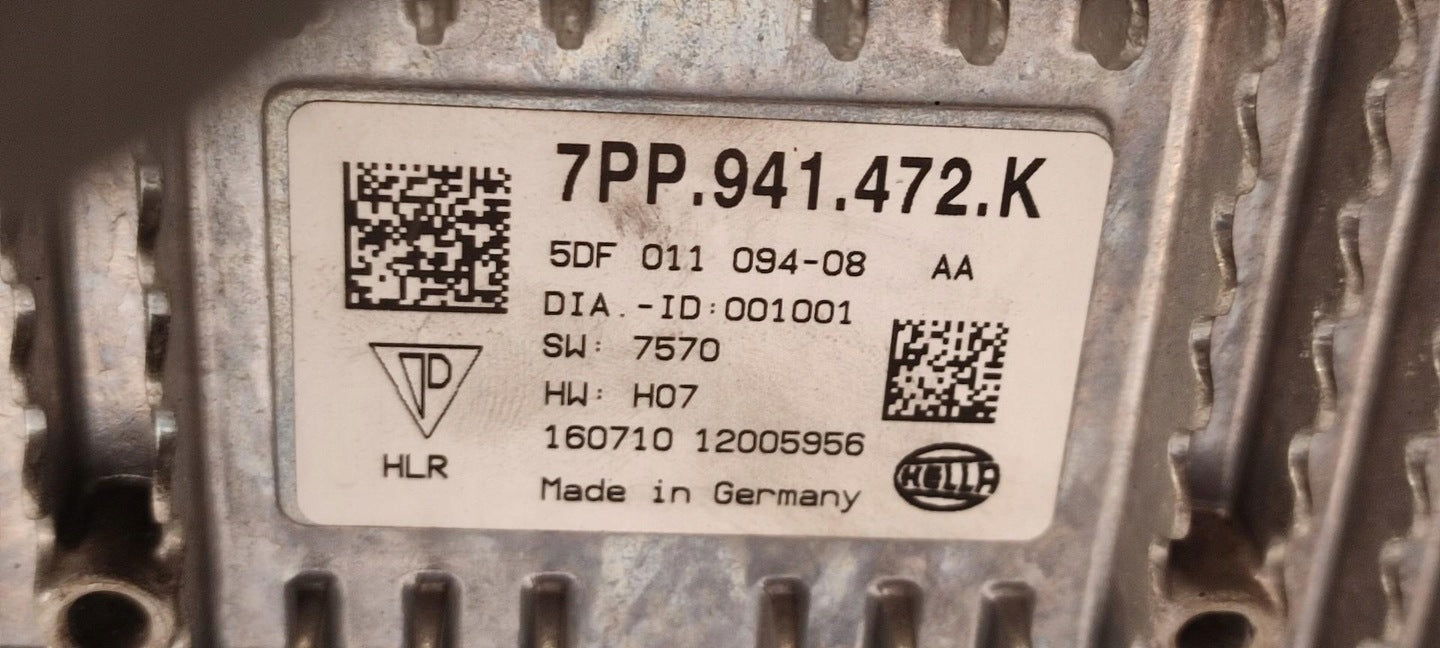 7PP.941.472.K
5DF 011 094-08 AA
DIA.-ID:001001
SW: 7570
HW: H07
160710 12005956
Made in Germany
HLR
HELLA